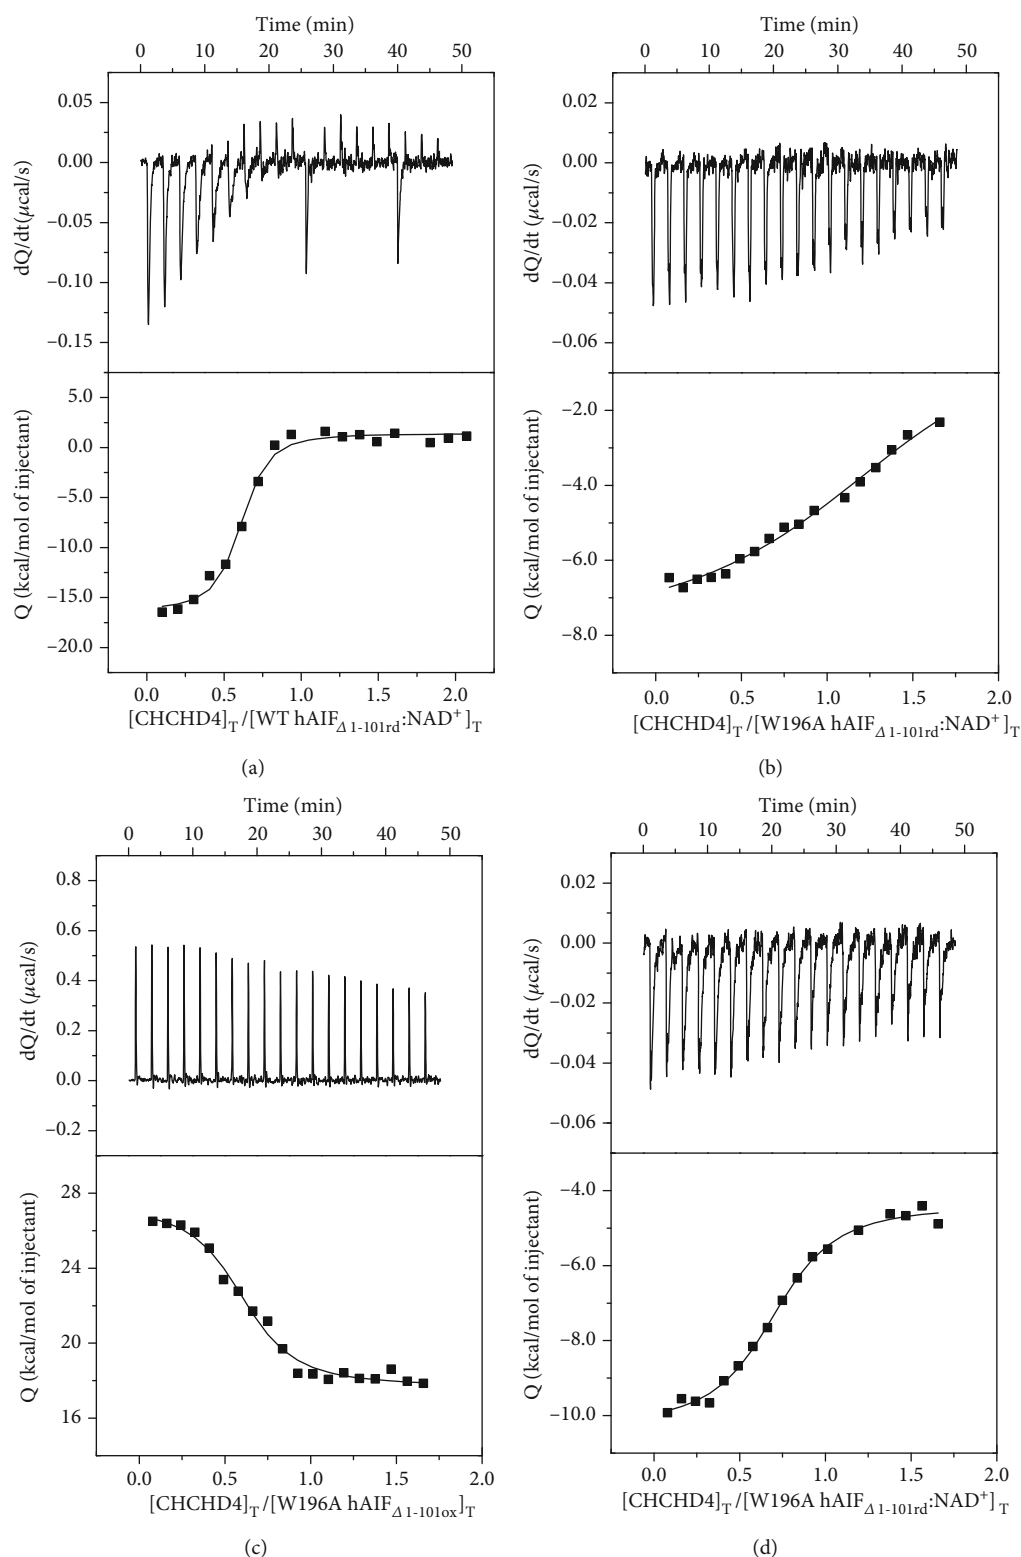 Time (min)
0 10 20 30 40 50
0.05
0.00
−0.05
−0.10
−0.15
dQ/dt(μcal/s)
5.0
0.0
−5.0
−10.0
−15.0
−20.0
Q (kcal/mol of injectant)
0.0 0.5 1.0 1.5 2.0
[CHCHD4]T/[WT hAIFΔ1-101rd:NAD+]T
(a)
Time (min)
0 10 20 30 40 50
0.02
0.00
−0.02
−0.04
−0.06
dQ/dt (μcal/s)
−2.0
−4.0
−6.0
−8.0
Q (kcal/mol of injectant)
0.0 0.5 1.0 1.5 2.0
[CHCHD4]T/[W196A hAIFΔ1-101rd:NAD+]T
(b)
Time (min)
0 10 20 30 40 50
0.8
0.6
0.4
0.2
0.0
−0.2
dQ/dt (μcal/s)
28
24
20
16
Q (kcal/mol of injectant)
0.0 0.5 1.0 1.5 2.0
[CHCHD4]T/[W196A hAIFΔ1-101ox]T
(c)
Time (min)
0 10 20 30 40 50
0.02
0.00
−0.02
−0.04
−0.06
dQ/dt (μcal/s)
−4.0
−6.0
−8.0
−10.0
Q (kcal/mol of injectant)
0.0 0.5 1.0 1.5 2.0
[CHCHD4]T/[W196A hAIFΔ1-101rd:NAD+]T
(d)